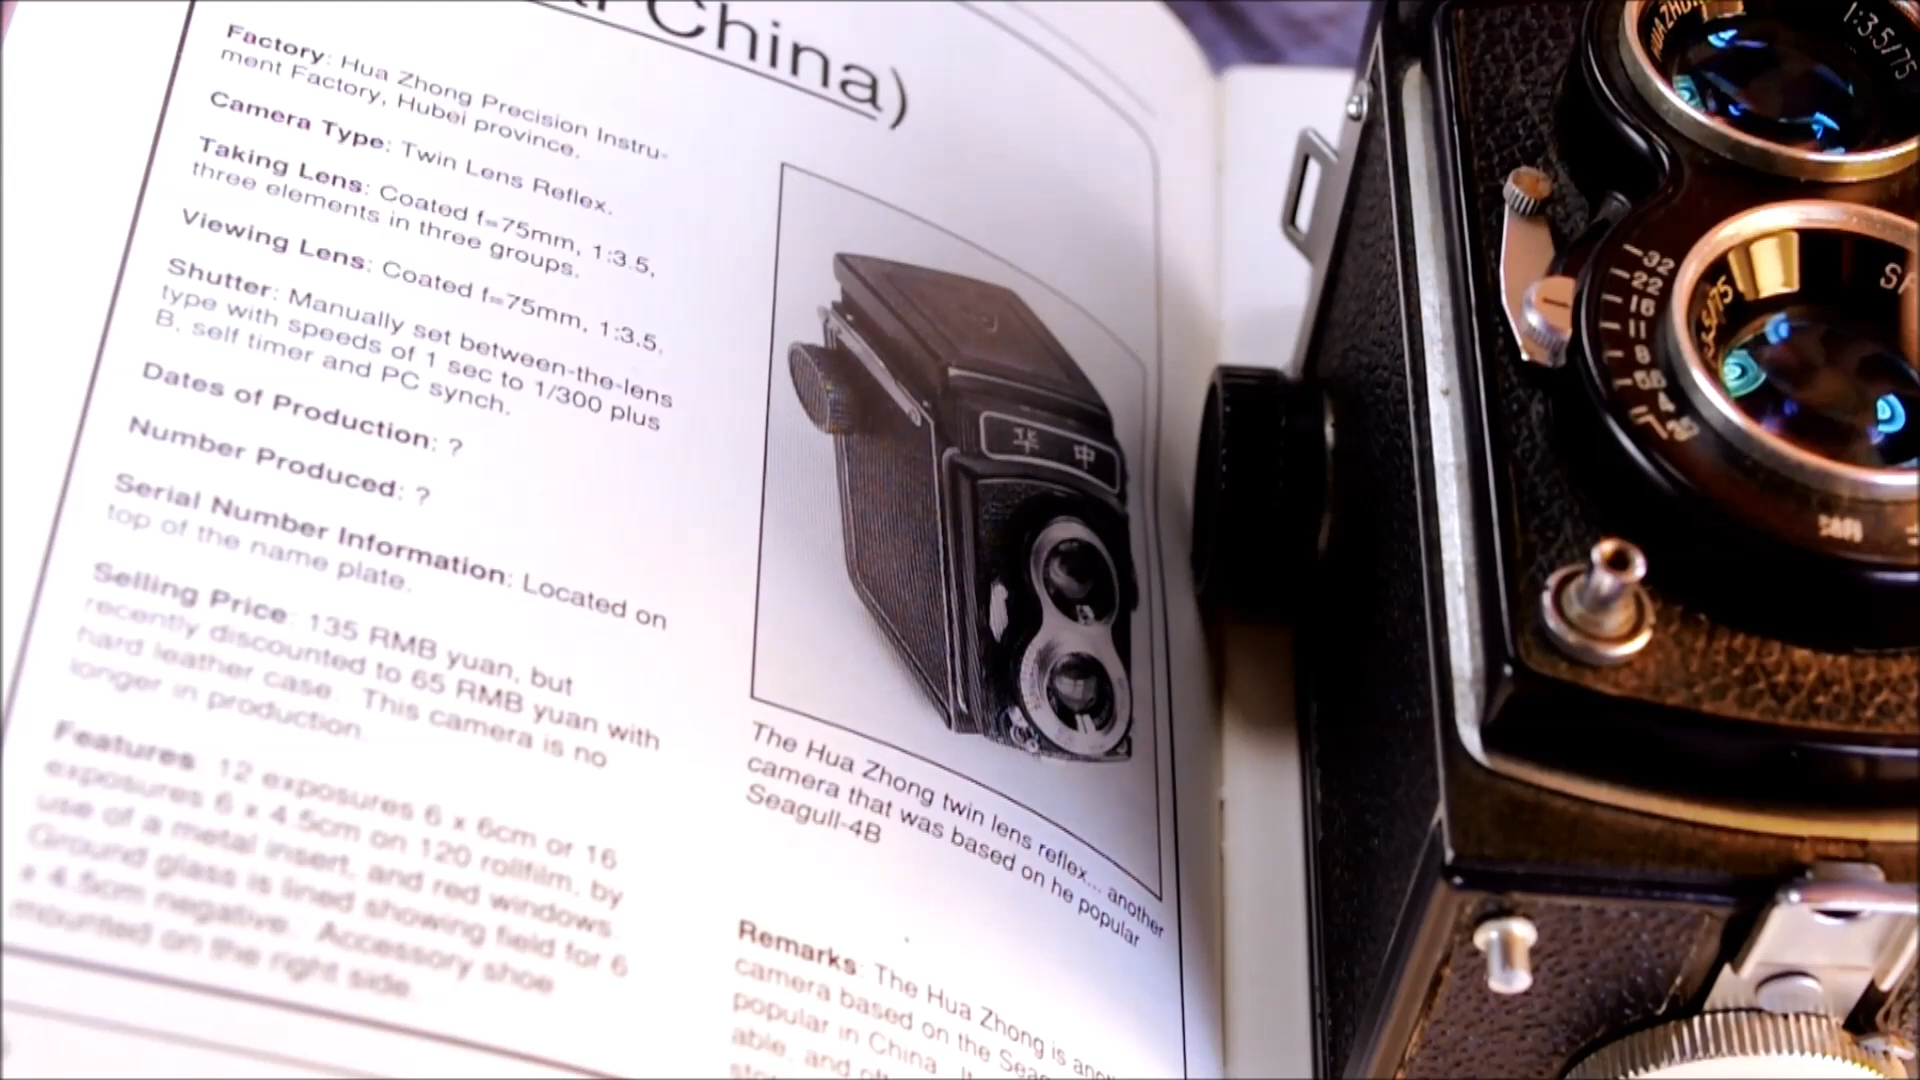 China)
Factory: Hua Zhong Precision Instru-
ment Factory, Hubei province.
Camera Type: Twin Lens Reflex.
Taking Lens: Coated f=75mm, 1:3.5,
three elements in three groups.
Viewing Lens: Coated f=75mm, 1:3.5.
Shutter: Manually set between-the-lens
type with speeds of 1 sec to 1/300 plus
B, self timer and PC synch.
Dates of Production: ?
Number Produced: ?
Serial Number Information: Located on
top of the name plate.
Selling Price: 135 RMB yuan, but
recently discounted to 65 RMB yuan with
hard leather case. This camera is no
longer in production.
Features: 12 exposures 6 x 6cm or 16
exposures 6 x 4.5cm on 120 rollfilm, by
use of a metal insert, and red windows.
Ground glass is lined showing field for 6
x 4.5cm negative. Accessory shoe
mounted on the right side.
华 中
The Hua Zhong twin lens reflex... another
camera that was based on he popular
Seagull-4B
Remarks: The Hua Zhong is
camera based on the
popular in China.
able, and
HUA ZHONG
1:3.5/75
3.5/75
32
22
16
11
8
5.6
4
3.5